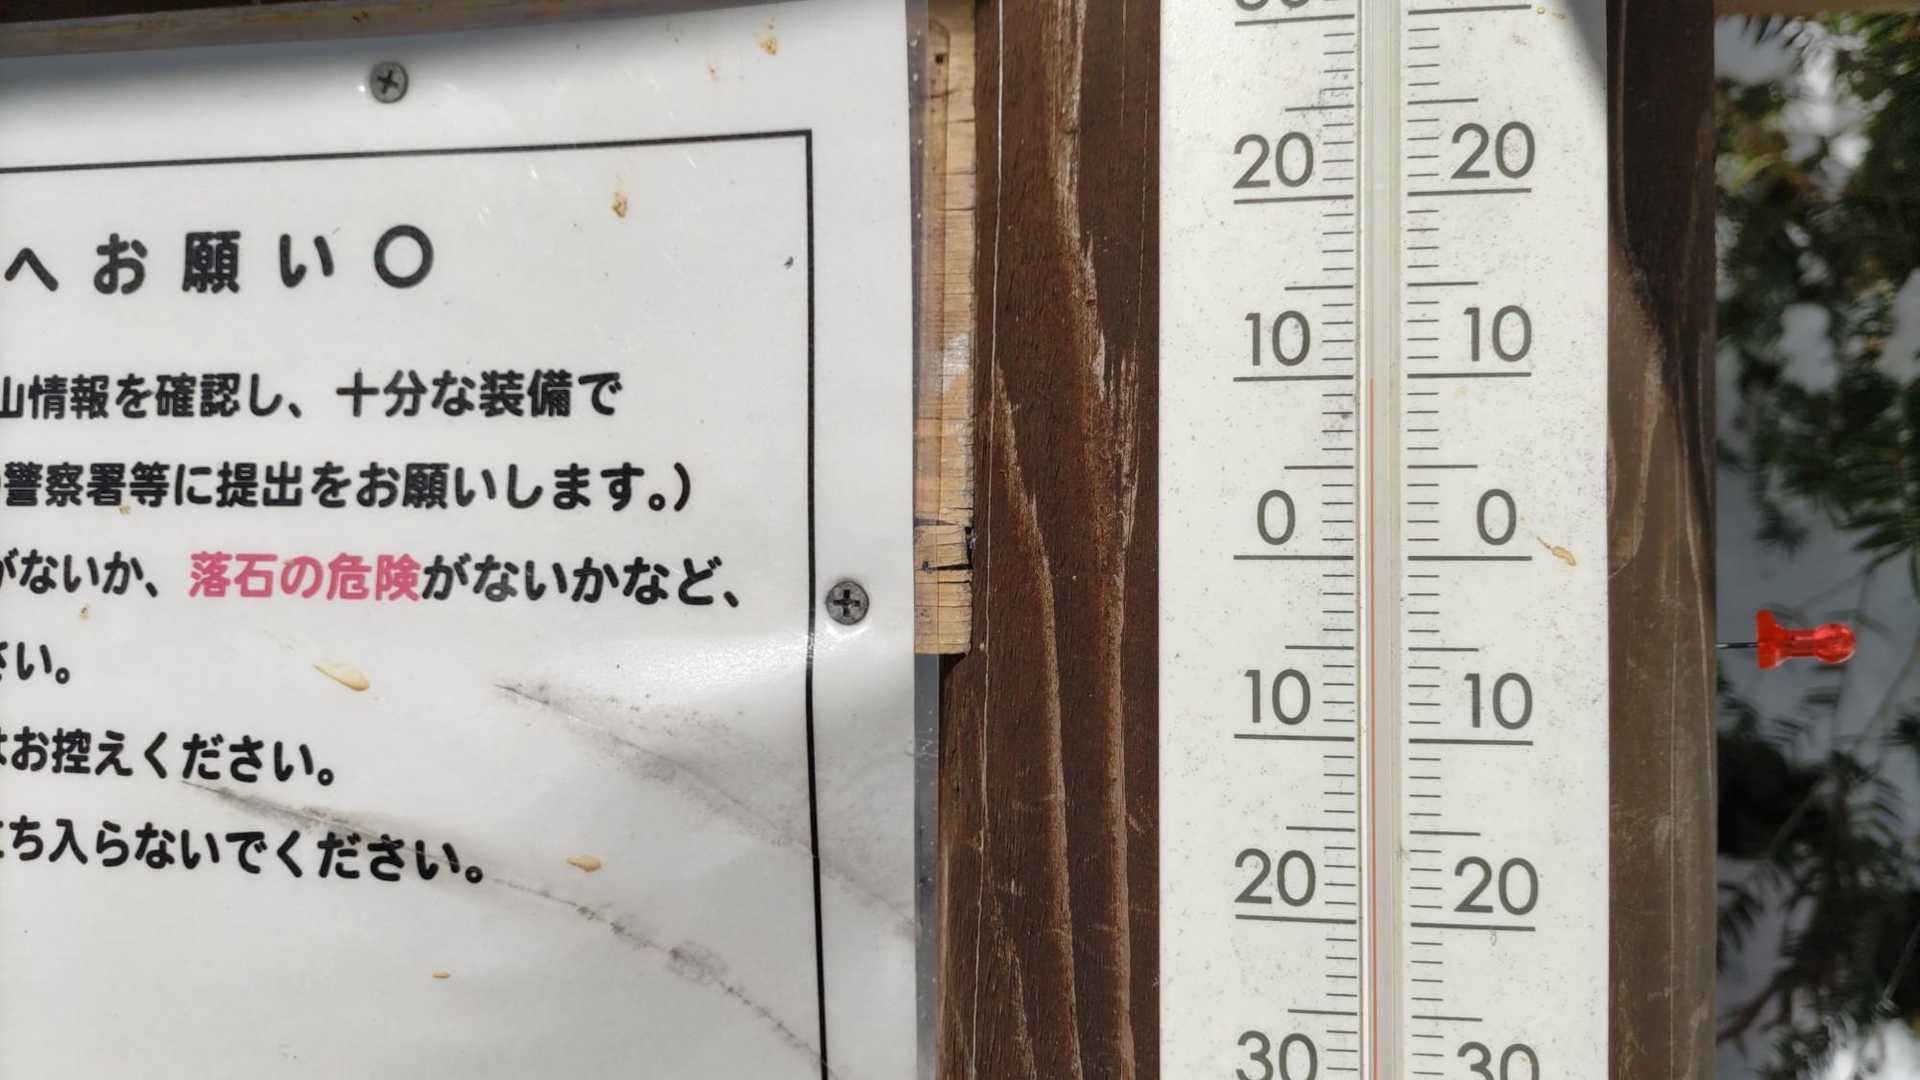 へお願い〇
山情報を確認し、十分な装備で
警察署等に提出をお願いします。）
がないか、落石の危険がないかなど、
さい。
はお控えください。
立ち入らないでください。
20 20
10 10
0 0
10 10
20 20
30 30